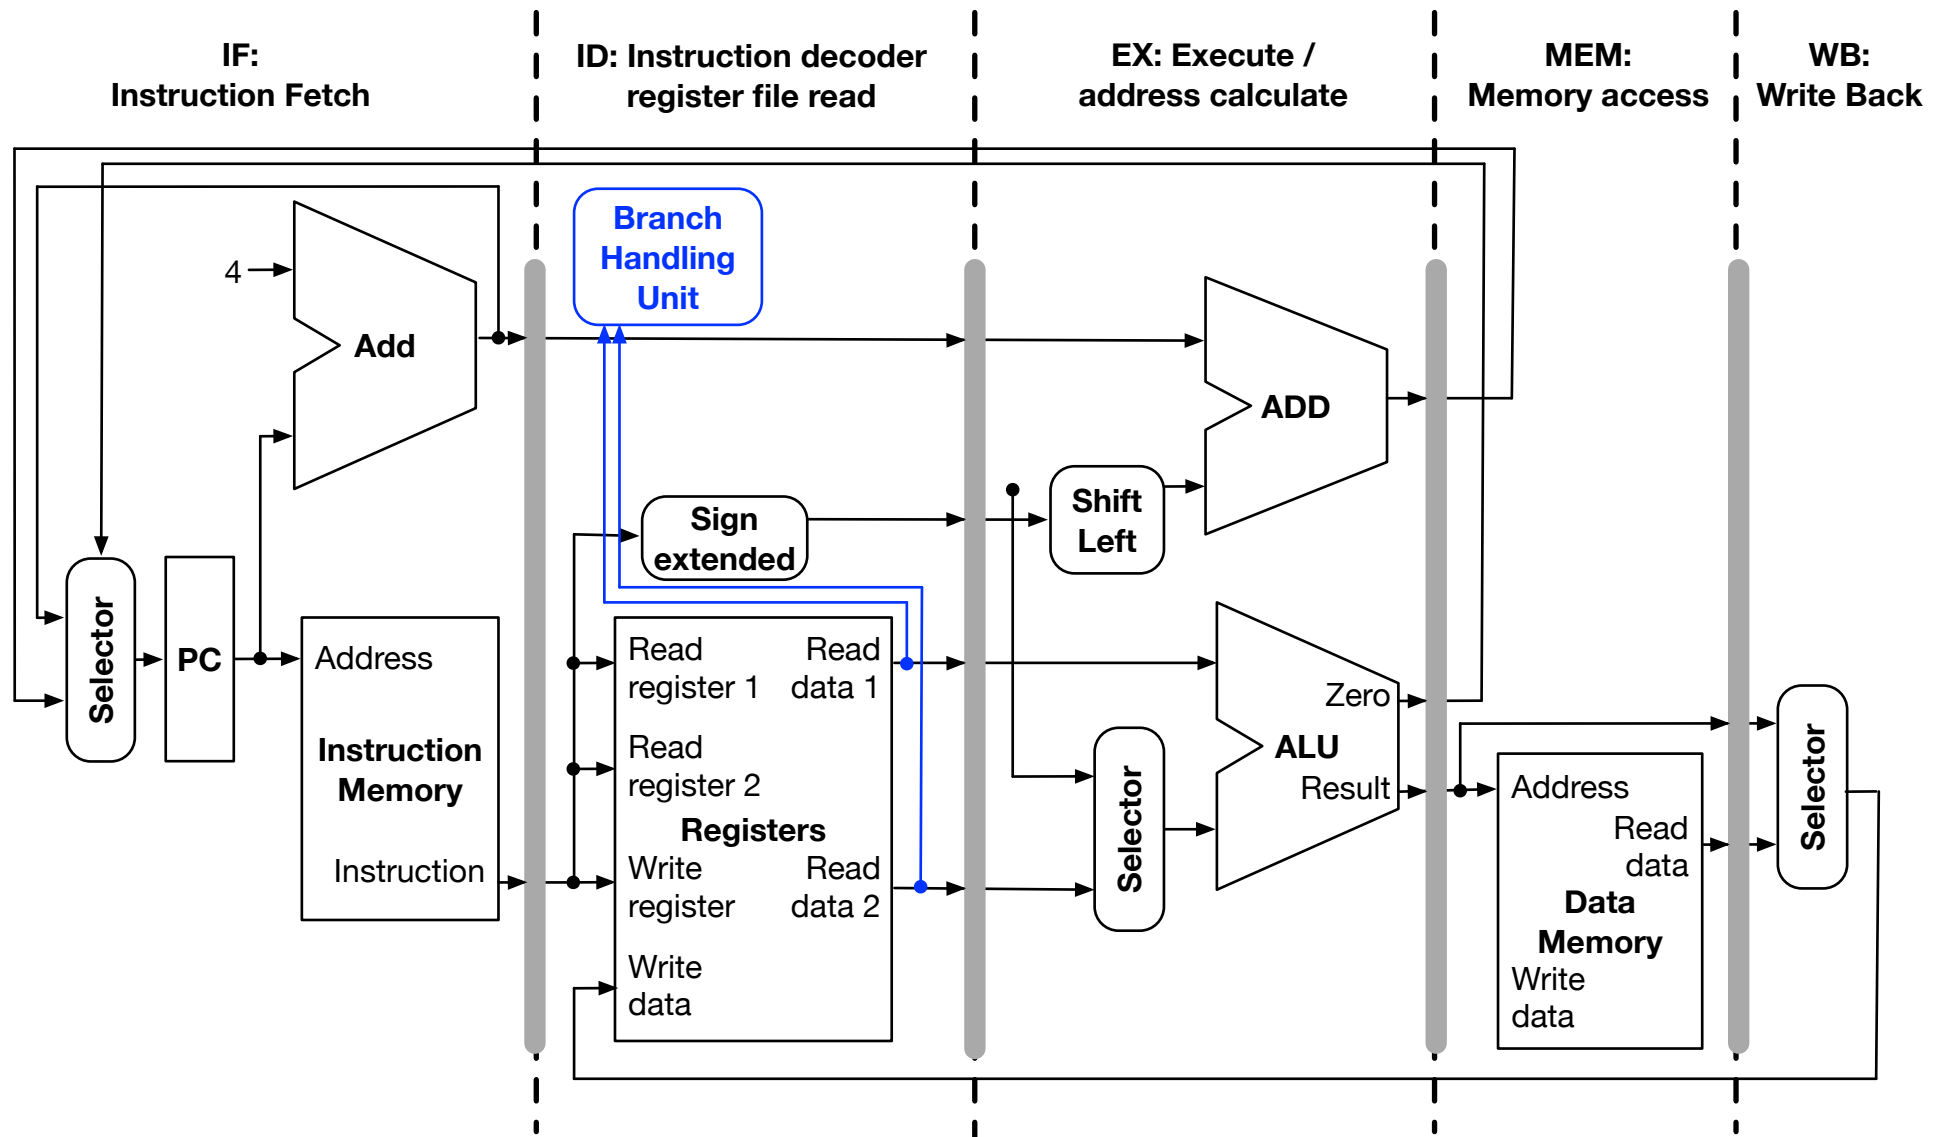 IF:
Instruction Fetch
ID: Instruction decoder
register file read
EX: Execute /
address calculate
MEM:
Memory access
WB:
Write Back
Branch
Handling
Unit
4
Add
ADD
Sign
extended
Shift
Left
Selector
PC
Address
Instruction
Memory
Instruction
Read
register 1
Read
data 1
Read
register 2
Registers
Write
register
Read
data 2
Write
data
Selector
Zero
ALU
Result
Address
Read
data
Data
Memory
Write
data
Selector